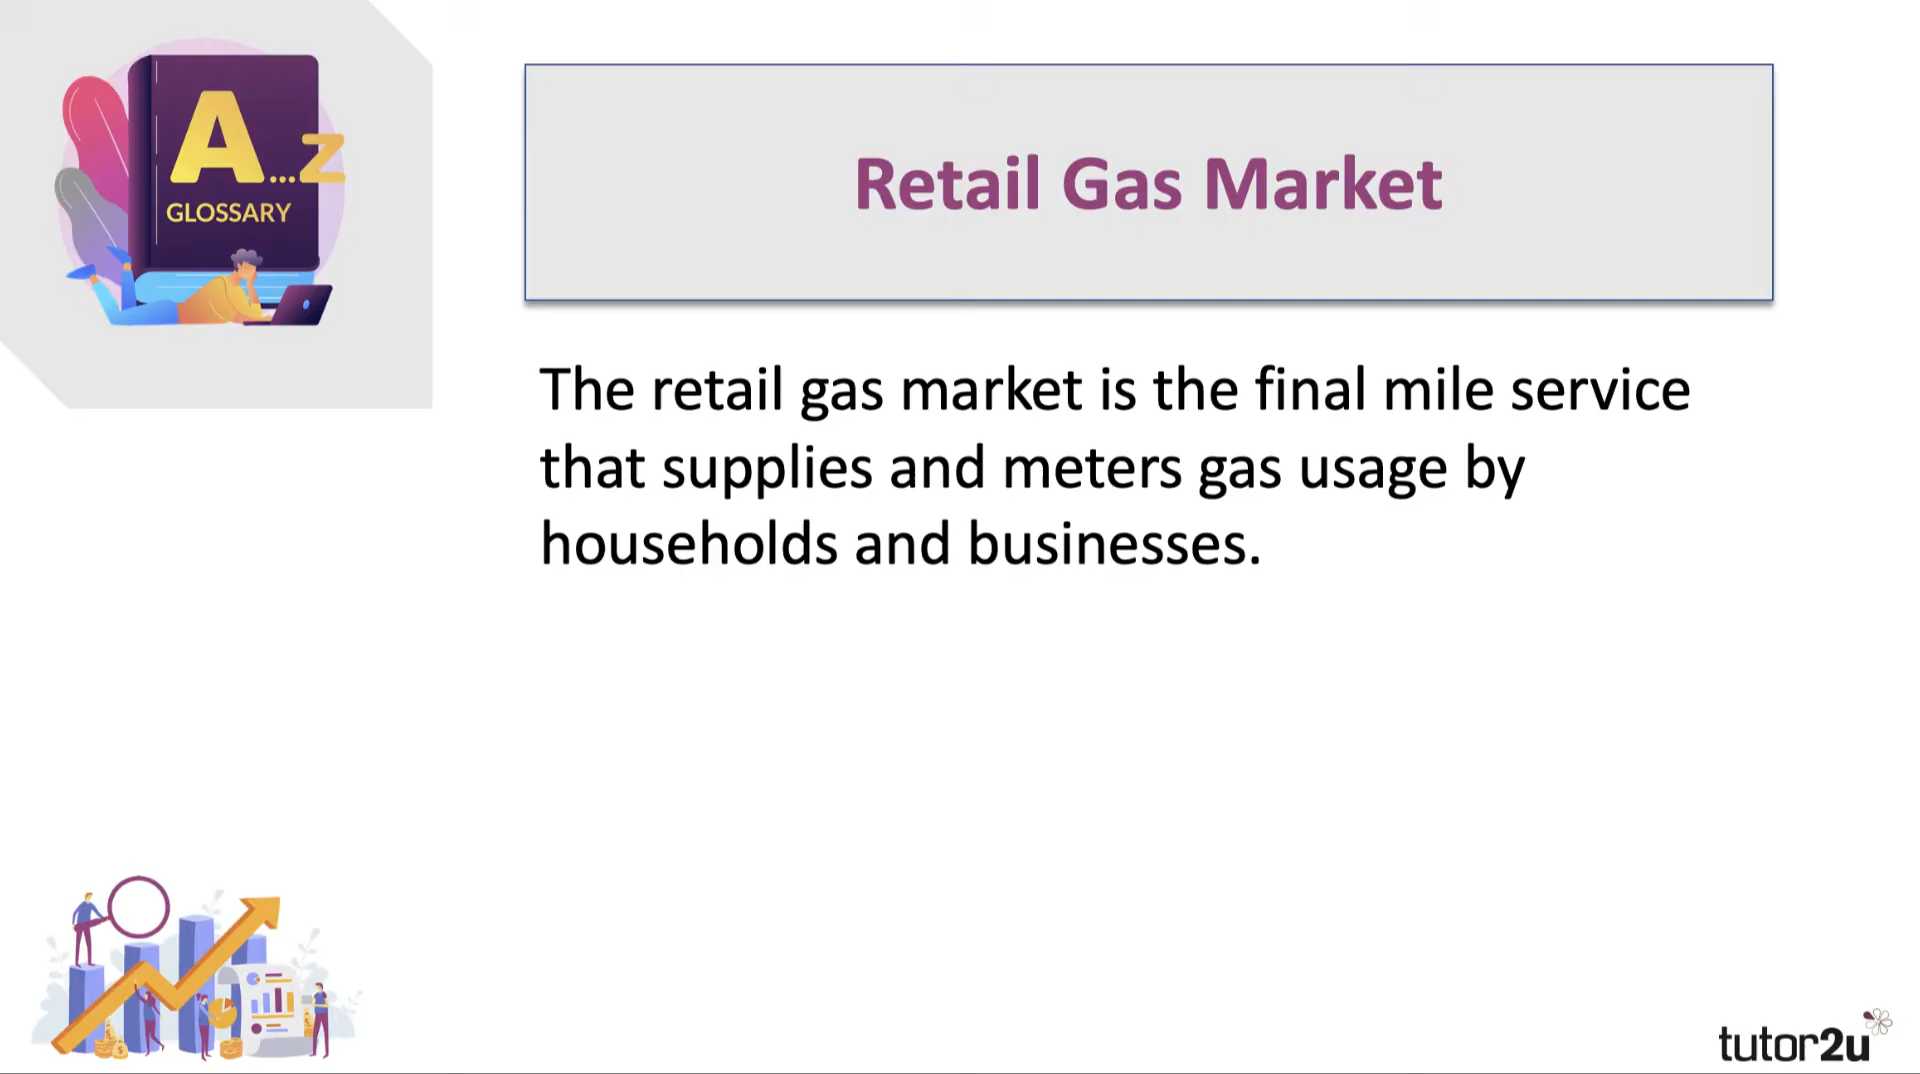 A...Z
GLOSSARY
Retail Gas Market
The retail gas market is the final mile service
that supplies and meters gas usage by
households and businesses.
tutor2u